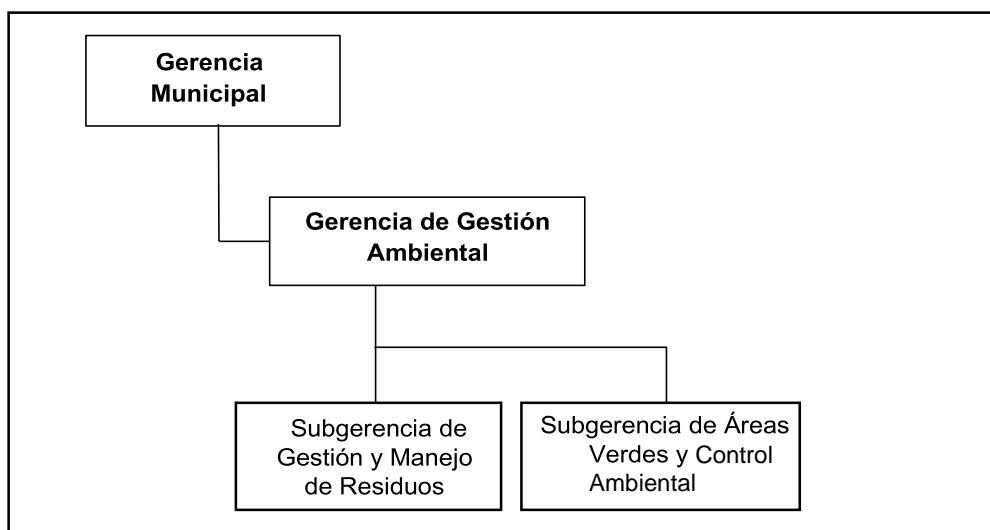 Gerencia
Municipal
Gerencia de Gestión
Ambiental
Subgerencia de
Gestión y Manejo
de Residuos
Subgerencia de Áreas
Verdes y Control
Ambiental